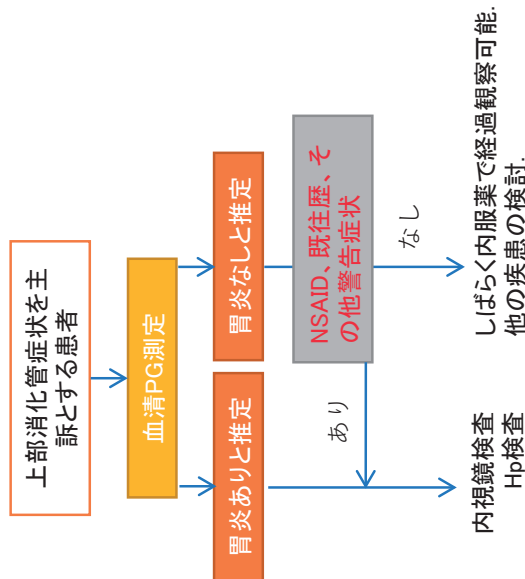 上部消化管症状を主
訴とする患者
血清PG測定
胃炎ありと推定
胃炎なしと推定
NSAID、既往歴、そ
の他警告症状
あり
なし
内視鏡検査
Hp検査
しばらく内服薬で経過観察可能.
他の疾患の検討.